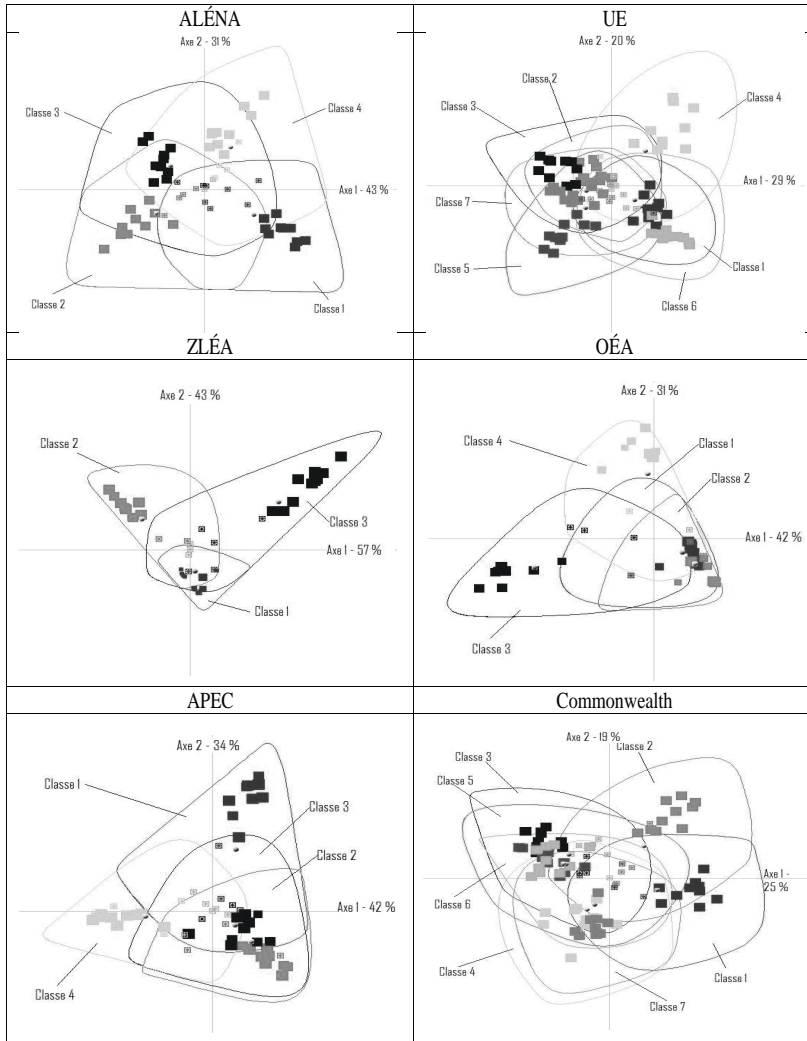 ALÉNA
Axe 2 - 31 %
Classe 3
Classe 4
Axe 1 - 43 %
Classe 2
Classe 1
UE
Axe 2 - 20 %
Classe 2
Classe 3
Classe 4
Axe 1 - 29 %
Classe 7
Classe 5
Classe 1
Classe 6
ZLÉA
Axe 2 - 43 %
Classe 2
Classe 3
Axe 1 - 57 %
Classe 1
OÉA
Axe 2 - 31 %
Classe 4
Classe 1
Classe 2
Axe 1 - 42 %
Classe 3
APEC
Axe 2 - 34 %
Classe 1
Classe 3
Classe 2
Axe 1 - 42 %
Classe 4
Commonwealth
Axe 2 - 19 %
Classe 3
Classe 2
Classe 5
Axe 1 -
25 %
Classe 6
Classe 4
Classe 1
Classe 7